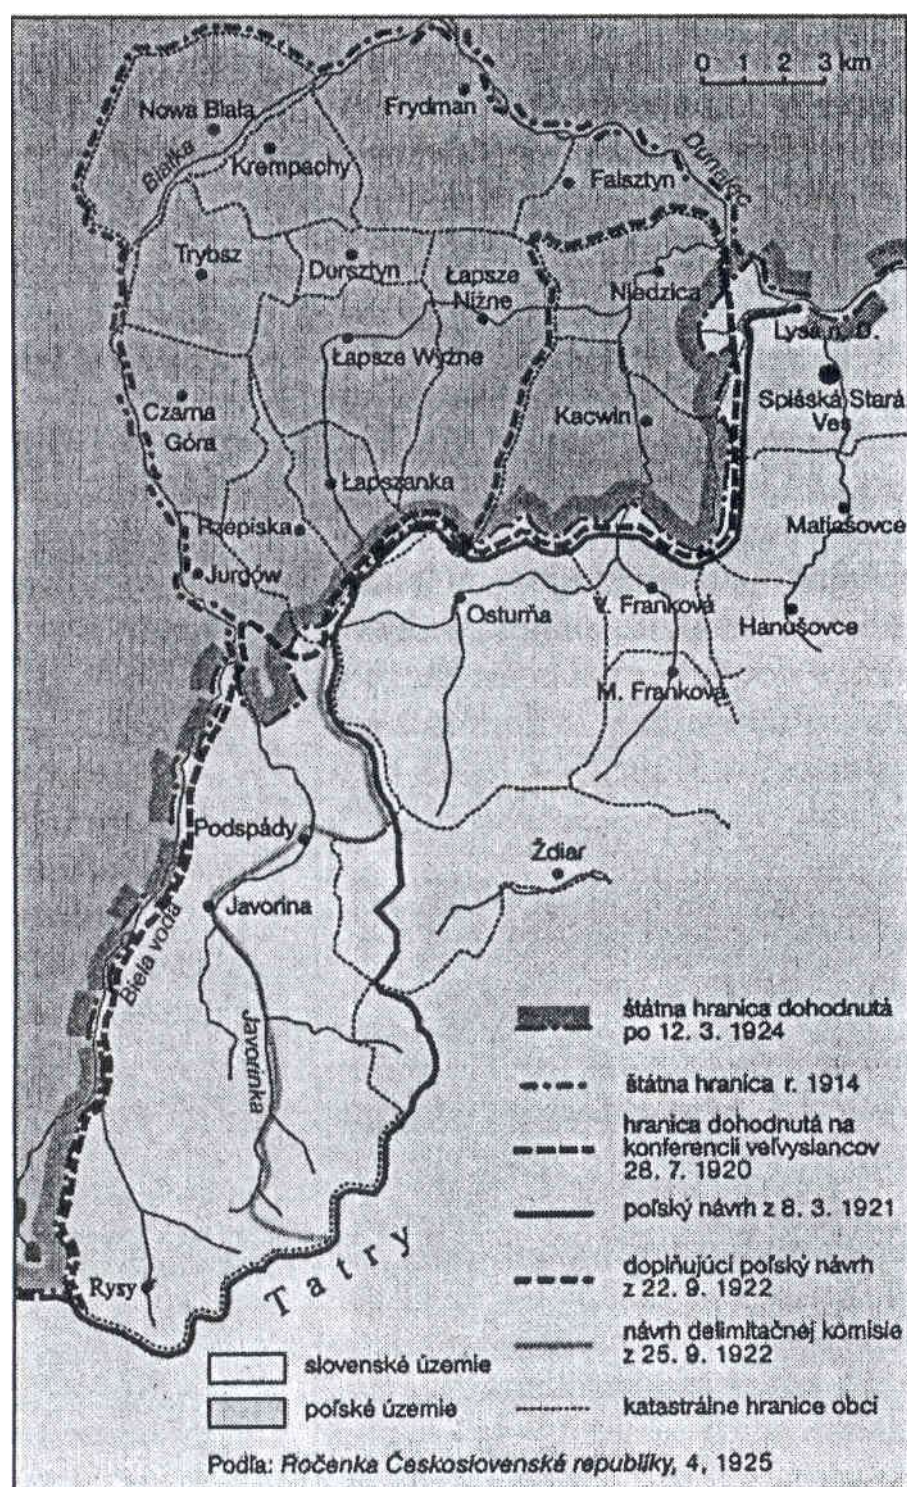 0 1 2 3 km
Nowa Biała
Frydman
Białka
Krempachy
Dunajec
Falsztyn
Trybsz
Dursztyn
Łapsze
Niżne
Niedzica
Łapsze Wyżne
Lysá n. D.
Czarna
Góra
Kacwin
Spišská Stará
Ves
Łapszanka
Rzepiska
Matiašovce
Jurgów
Osturňa
V. Franková
Hanušovce
M. Franková
Podspády
Ždiar
Javorina
Biela voda
Javorinka
Tatry
Rysy
štátna hranica dohodnutá
po 12. 3. 1924
štátna hranica r. 1914
hranica dohodnutá na
konferencii veľvyslancov
28. 7. 1920
poľský návrh z 8. 3. 1921
doplňujúci poľský návrh
z 22. 9. 1922
návrh delimitačnej komisie
z 25. 9. 1922
katastrálne hranice obcí
slovenské územie
poľské územie
Podľa: Ročenka Československé republiky, 4, 1925